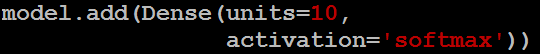 model.add(Dense(units=10,
activation='softmax'))